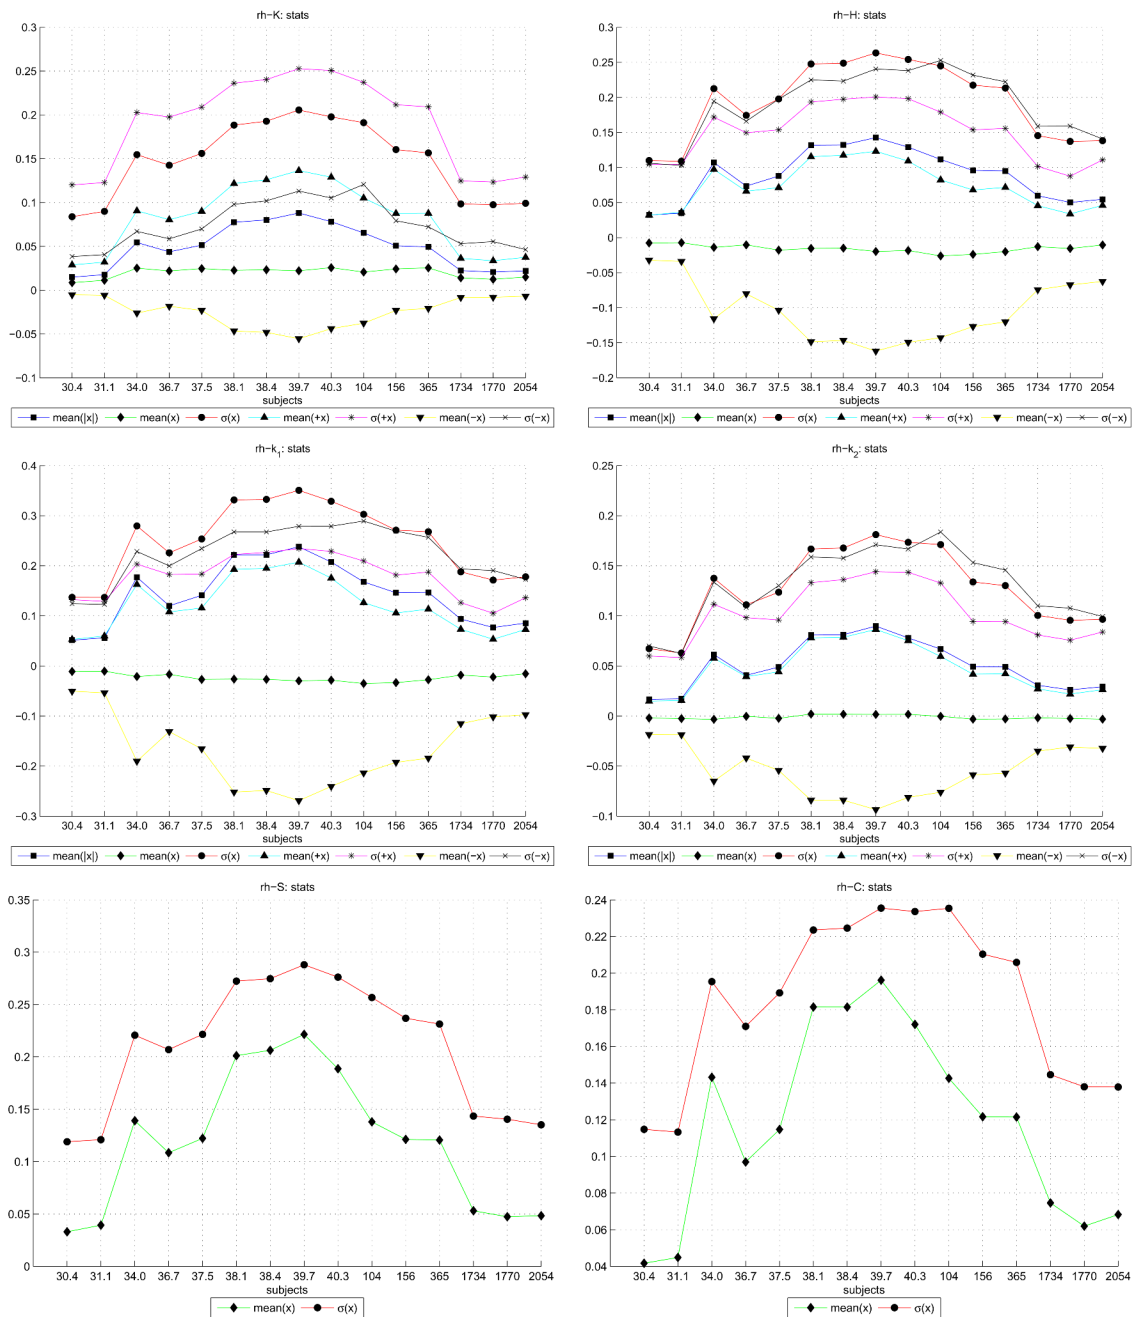 rh−K: stats
0.3
0.25
0.2
0.15
0.1
0.05
0
−0.05
−0.1
30.4 31.1 34.0 36.7 37.5 38.1 38.4 39.7 40.3 104 156 365 1734 1770 2054
subjects
mean(|x|) mean(x) σ(x) mean(+x) σ(+x) mean(−x) σ(−x)
rh−H: stats
0.3
0.25
0.2
0.15
0.1
0.05
0
−0.05
−0.1
−0.15
−0.2
30.4 31.1 34.0 36.7 37.5 38.1 38.4 39.7 40.3 104 156 365 1734 1770 2054
subjects
mean(|x|) mean(x) σ(x) mean(+x) σ(+x) mean(−x) σ(−x)
rh−k1: stats
0.4
0.3
0.2
0.1
0
−0.1
−0.2
−0.3
30.4 31.1 34.0 36.7 37.5 38.1 38.4 39.7 40.3 104 156 365 1734 1770 2054
subjects
mean(|x|) mean(x) σ(x) mean(+x) σ(+x) mean(−x) σ(−x)
rh−k2: stats
0.25
0.2
0.15
0.1
0.05
0
−0.05
−0.1
30.4 31.1 34.0 36.7 37.5 38.1 38.4 39.7 40.3 104 156 365 1734 1770 2054
subjects
mean(|x|) mean(x) σ(x) mean(+x) σ(+x) mean(−x) σ(−x)
rh−S: stats
0.35
0.3
0.25
0.2
0.15
0.1
0.05
0
30.4 31.1 34.0 36.7 37.5 38.1 38.4 39.7 40.3 104 156 365 1734 1770 2054
subjects
mean(x) σ(x)
rh−C: stats
0.24
0.22
0.2
0.18
0.16
0.14
0.12
0.1
0.08
0.06
0.04
30.4 31.1 34.0 36.7 37.5 38.1 38.4 39.7 40.3 104 156 365 1734 1770 2054
subjects
mean(x) σ(x)